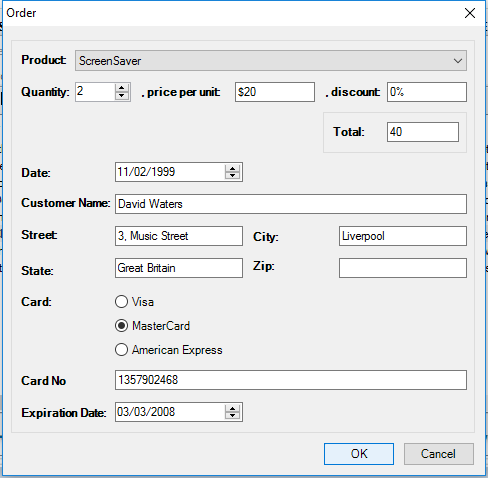 Order
Product: ScreenSaver
Quantity: 2 , price per unit: $20 , discount: 0%
Total: 40
Date: 11/02/1999
Customer Name: David Waters
Street: 3, Music Street City: Liverpool
State: Great Britain Zip:
Card: Visa
MasterCard
American Express
Card No 1357902468
Expiration Date: 03/03/2008
OK Cancel